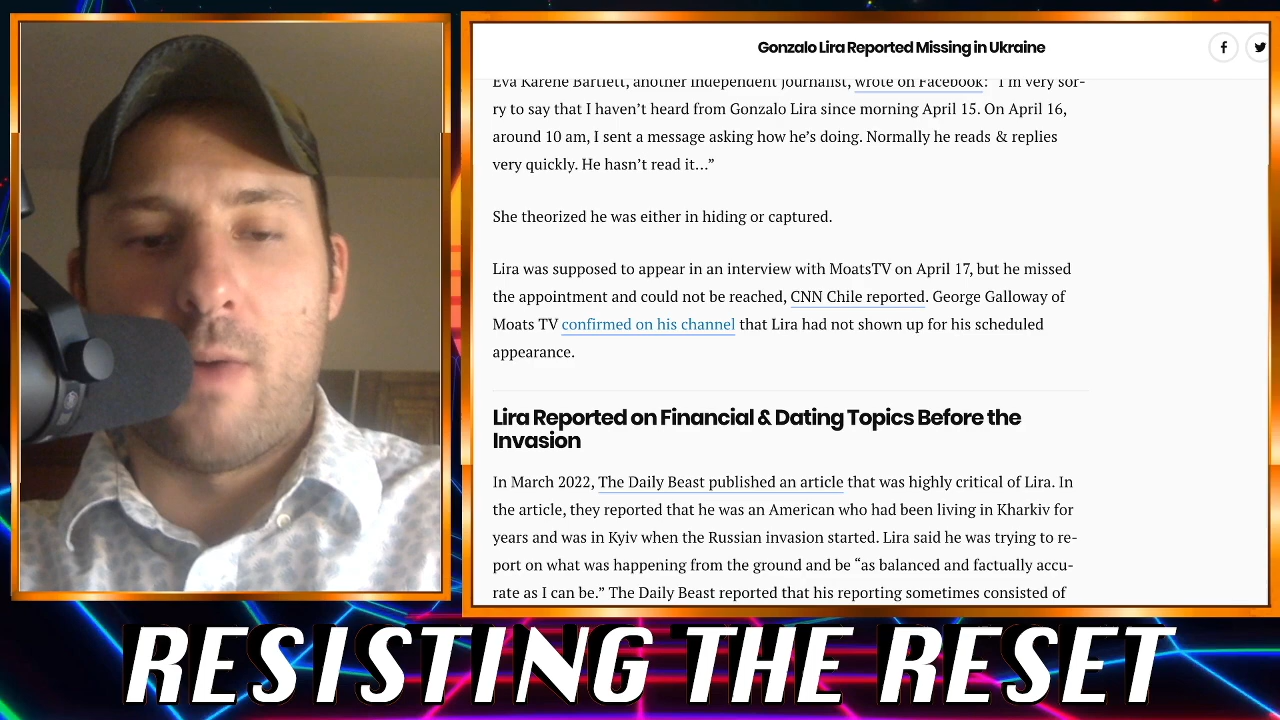 Gonzalo Lira Reported Missing in Ukraine
Eva Karene Bartlett, another independent journalist, wrote on Facebook: “I’m very sor-
ry to say that I haven’t heard from Gonzalo Lira since morning April 15. On April 16,
around 10 am, I sent a message asking how he’s doing. Normally he reads & replies
very quickly. He hasn’t read it…”
She theorized he was either in hiding or captured.
Lira was supposed to appear in an interview with MoatsTV on April 17, but he missed
the appointment and could not be reached, CNN Chile reported. George Galloway of
Moats TV confirmed on his channel that Lira had not shown up for his scheduled
appearance.
Lira Reported on Financial & Dating Topics Before the
Invasion
In March 2022, The Daily Beast published an article that was highly critical of Lira. In
the article, they reported that he was an American who had been living in Kharkiv for
years and was in Kyiv when the Russian invasion started. Lira said he was trying to re-
port on what was happening from the ground and be “as balanced and factually accu-
rate as I can be.” The Daily Beast reported that his reporting sometimes consisted of
RESISTING THE RESET